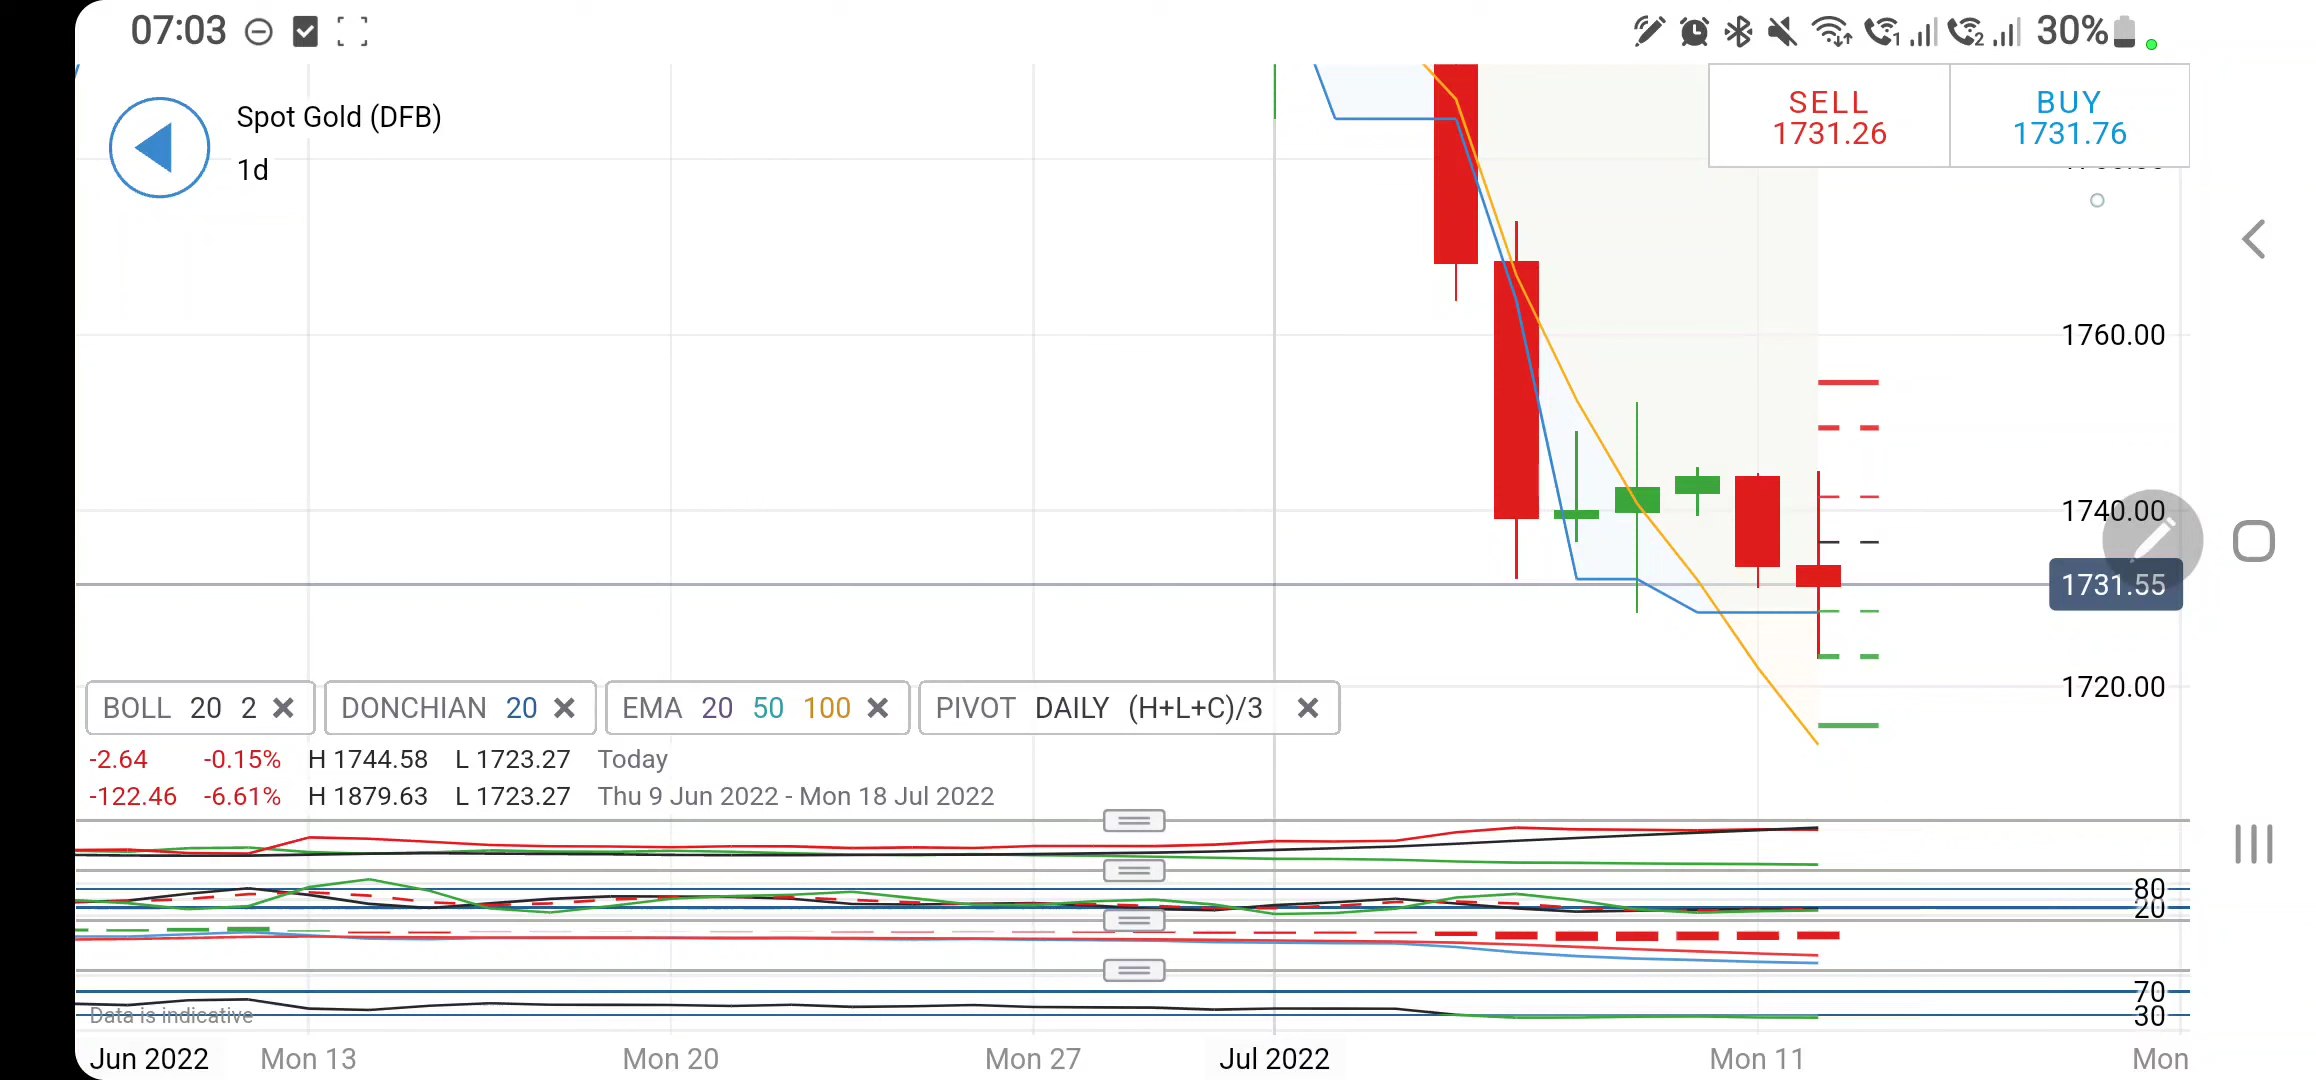 07:03
30%
Spot Gold (DFB)
1d
SELL
1731.26
BUY
1731.76
1760.00
1740.00
1731.55
1720.00
BOLL 20 2 DONCHIAN 20 EMA 20 50 100 PIVOT DAILY (H+L+C)/3
-2.64 -0.15% H 1744.58 L 1723.27 Today
-122.46 -6.61% H 1879.63 L 1723.27 Thu 9 Jun 2022 - Mon 18 Jul 2022
80
20
70
30
Data is indicative
Jun 2022 Mon 13 Mon 20 Mon 27 Jul 2022 Mon 11 Mon